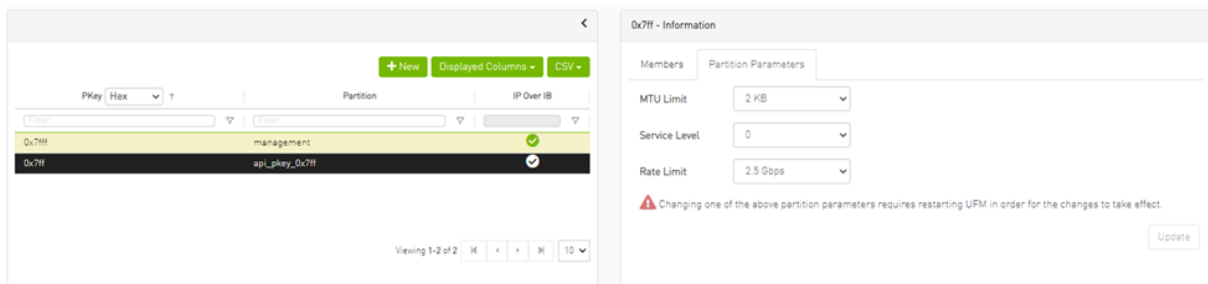 + New Displayed Columns CSV
PKey Hex ↑ Partition IP Over IB
Filter... Filter...
0x7fff management
0x7ff api_pkey_0x7ff
Viewing 1-2 of 2 10
0x7ff - Information
Members Partition Parameters
MTU Limit 2 KB
Service Level 0
Rate Limit 2.5 Gbps
Changing one of the above partition parameters requires restarting UFM in order for the changes to take effect.
Update